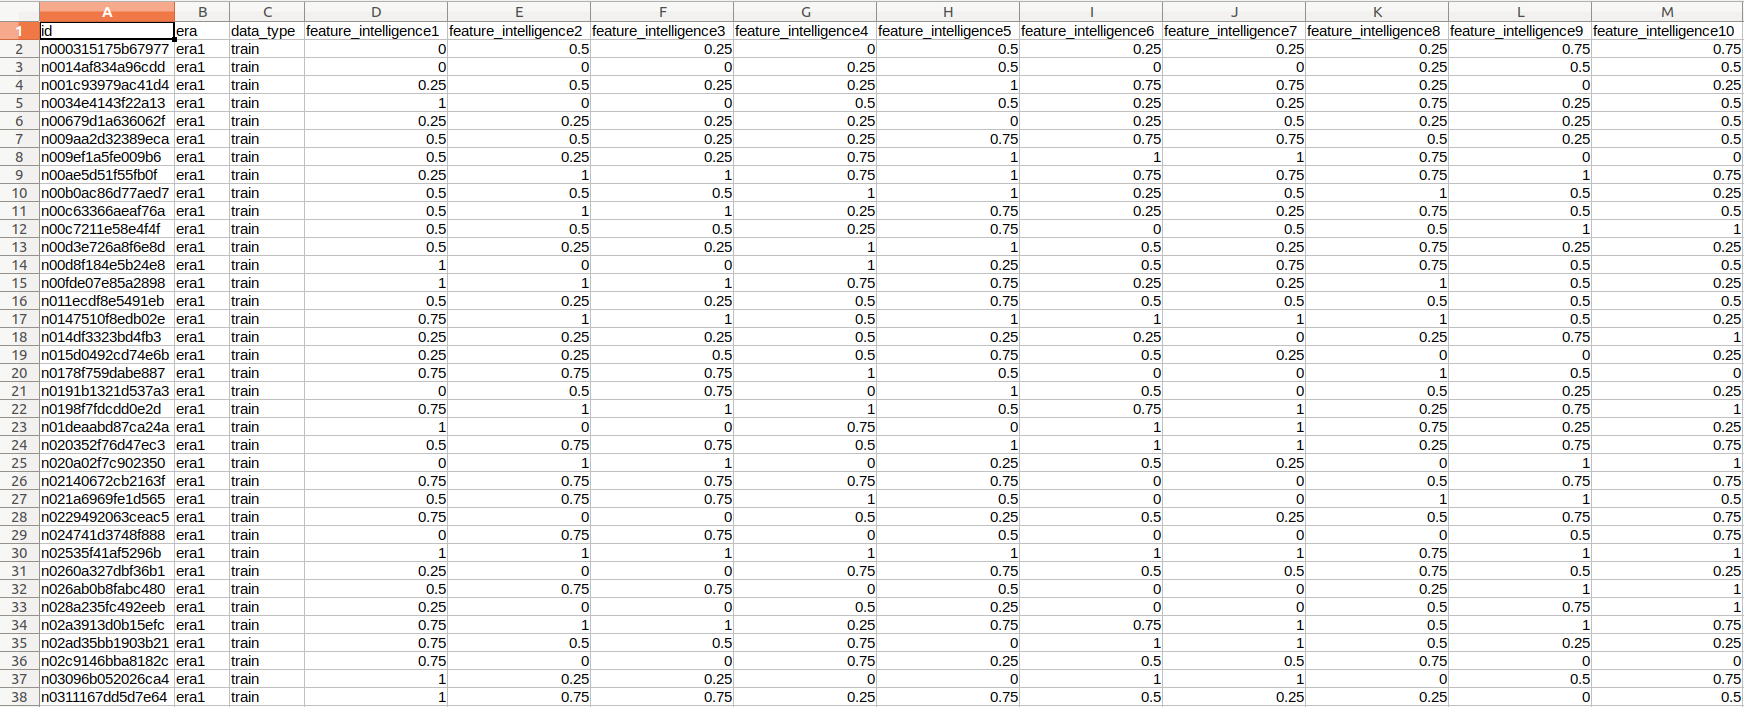 A B C D E F G H I J K L M
1 id era data_type feature_intelligence1 feature_intelligence2 feature_intelligence3 feature_intelligence4 feature_intelligence5 feature_intelligence6 feature_intelligence7 feature_intelligence8 feature_intelligence9 feature_intelligence10
2 n000315175b67977 era1 train 0 0.5 0.25 0 0.5 0.25 0.25 0.25 0.75 0.75
3 n0014af834a96cdd era1 train 0 0 0 0.25 0.5 0 0 0.25 0.5 0.5
4 n001c93979ac41d4 era1 train 0.25 0.5 0.25 0.25 1 0.75 0.75 0.25 0 0.25
5 n0034e4143f22a13 era1 train 1 0 0 0.5 0.5 0.25 0.25 0.75 0.25 0.5
6 n00679d1a636062f era1 train 0.25 0.25 0.25 0.25 0 0.25 0.5 0.25 0.25 0.5
7 n009aa2d32389eca era1 train 0.5 0.5 0.25 0.25 0.75 0.75 0.75 0.5 0.25 0.5
8 n009ef1a5fe009b6 era1 train 0.5 0.25 0.25 0.75 1 1 1 0.75 0 0
9 n00ae5d51f55fb0f era1 train 0.25 1 1 0.75 1 0.75 0.75 0.75 1 0.75
10 n00b0ac86d77aed7 era1 train 0.5 0.5 0.5 1 1 0.25 0.5 1 0.5 0.25
11 n00c63366aeaf76a era1 train 0.5 1 1 0.25 0.75 0.25 0.25 0.75 0.5 0.5
12 n00c7211e58e4f4f era1 train 0.5 0.5 0.5 0.25 0.75 0 0.5 0.5 1 1
13 n00d3e726a8f6e8d era1 train 0.5 0.25 0.25 1 1 0.5 0.25 0.75 0.25 0.25
14 n00d8f184e5b24e8 era1 train 1 0 0 1 0.25 0.5 0.75 0.75 0.5 0.5
15 n00fde07e85a2898 era1 train 1 1 1 0.75 0.75 0.25 0.25 1 0.5 0.25
16 n011ecdf8e5491eb era1 train 0.5 0.25 0.25 0.5 0.75 0.5 0.5 0.5 0.5 0.5
17 n0147510f8edb02e era1 train 0.75 1 1 0.5 1 1 1 1 0.5 0.25
18 n014df3323bd4fb3 era1 train 0.25 0.25 0.25 0.5 0.25 0.25 0 0.25 0.75 1
19 n015d0492cd74e6b era1 train 0.25 0.25 0.5 0.5 0.75 0.5 0.25 0 0 0.25
20 n0178f759dabe887 era1 train 0.75 0.75 0.75 1 0.5 0 0 1 0.5 0
21 n0191b1321d537a3 era1 train 0 0.5 0.75 0 1 0.5 0 0.5 0.25 0.25
22 n0198f7fdcdd0e2d era1 train 0.75 1 1 1 0.5 0.75 1 0.25 0.75 1
23 n01deaabd87ca24a era1 train 1 0 0 0.75 0 1 1 0.75 0.25 0.25
24 n020352f76d47ec3 era1 train 0.5 0.75 0.75 0.5 1 1 1 0.25 0.75 0.75
25 n020a02f7c902350 era1 train 0 1 1 0 0.25 0.5 0.25 0 1 1
26 n02140672cb2163f era1 train 0.75 0.75 0.75 0.75 0.75 0 0 0.5 0.75 0.75
27 n021a6969fe1d565 era1 train 0.5 0.75 0.75 1 0.5 0 0 1 1 0.5
28 n0229492063ceac5 era1 train 0.75 0 0 0.5 0.25 0.5 0.25 0.5 0.75 0.75
29 n024741d3748f888 era1 train 0 0.75 0.75 0 0.5 0 0 0 0.5 0.75
30 n02535f41af5296b era1 train 1 1 1 1 1 1 1 0.75 1 1
31 n0260a327dbf36b1 era1 train 0.25 0 0 0.75 0.75 0.5 0.5 0.75 0.5 0.25
32 n026ab0b8fabc480 era1 train 0.5 0.75 0.75 0 0.5 0 0 0.25 1 1
33 n028a235fc492eeb era1 train 0.25 0 0 0.5 0.25 0 0 0.5 0.75 1
34 n02a3913d0b15efc era1 train 0.75 1 1 0.25 0.75 0.75 1 0.5 1 0.75
35 n02ad35bb1903b21 era1 train 0.75 0.5 0.5 0.75 0 1 1 0.5 0.25 0.25
36 n02c9146bba8182c era1 train 0.75 0 0 0.75 0.25 0.5 0.5 0.75 0 0
37 n03096b052026ca4 era1 train 1 0.25 0.25 0 0 1 1 0 0.5 0.75
38 n0311167dd5d7e64 era1 train 1 0.75 0.75 0.25 0.75 0.5 0.25 0.25 0 0.5